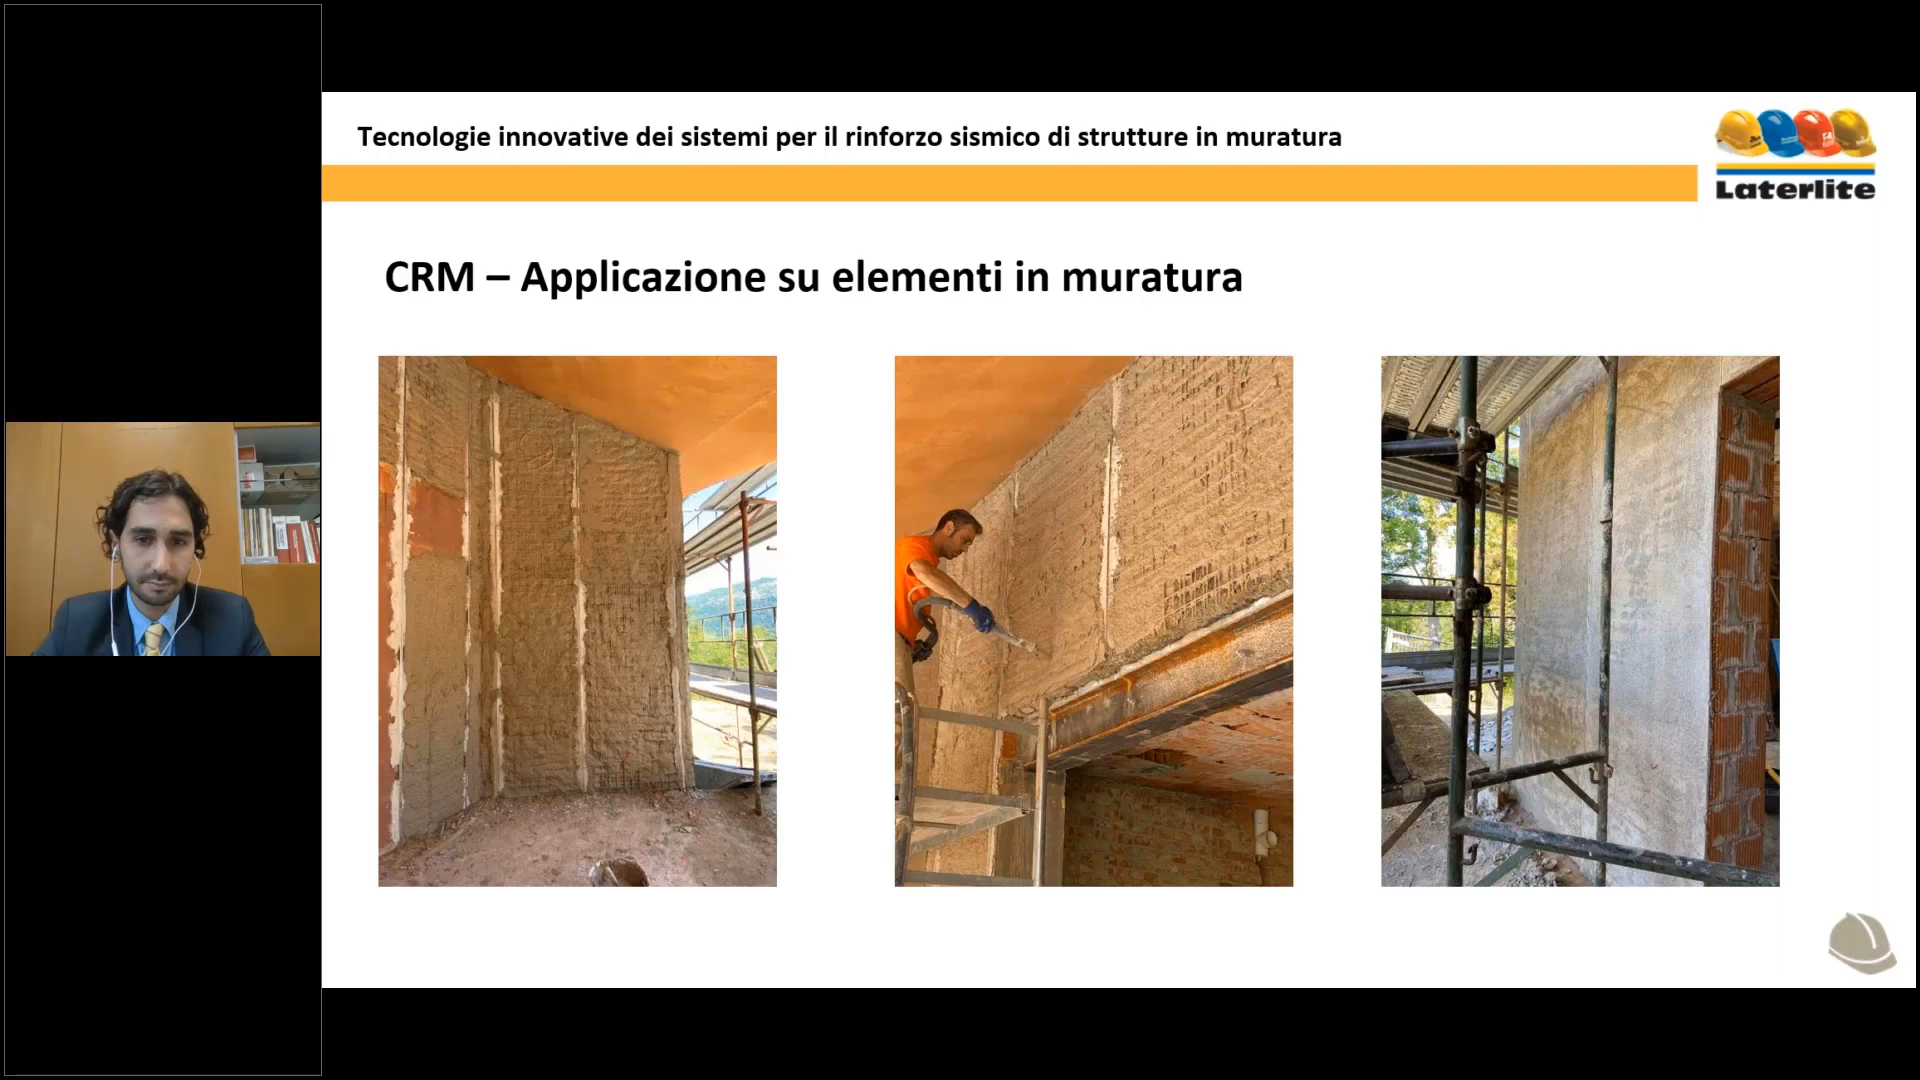 Tecnologie innovative dei sistemi per il rinforzo sismico di strutture in muratura
Laterlite
CRM – Applicazione su elementi in muratura